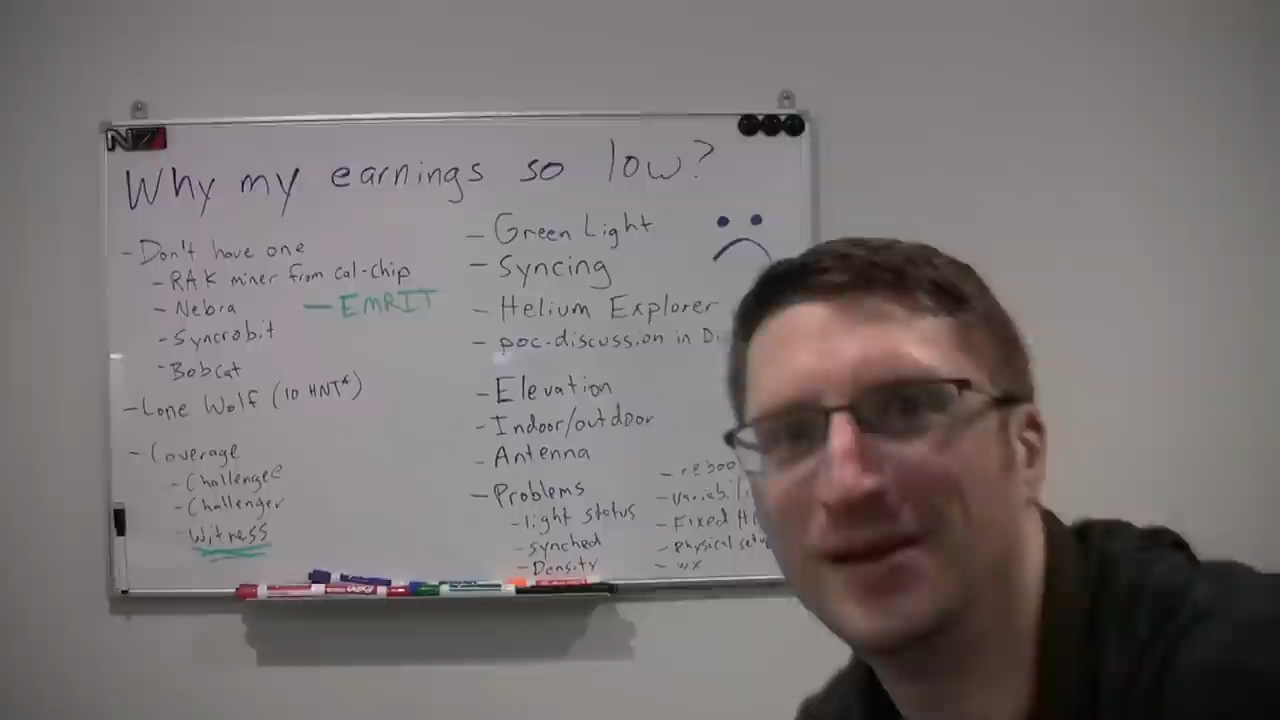 N7
Why my earnings so low?
- Don't have one
- RAK miner from cal-chip
- Nebra
- EMRIT
- Syncrobit
- Bobcat
- Lone Wolf (10 HNT*)
- Coverage
- Challengee
- Challenger
- Witness
- Green Light
- Syncing
- Helium Explorer
- poc-discussion in
- Elevation
- Indoor/outdoor
- Antenna
- Problems
- light status
- synched
- Density
-
-
- Fixed
- Physical
- wx